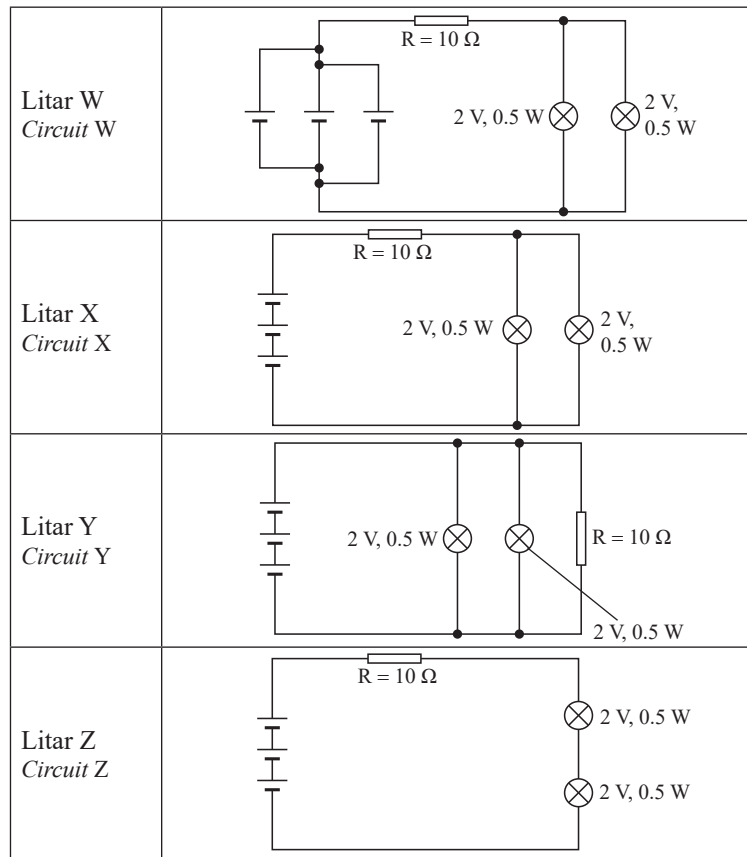 Litar W
Circuit W
R = 10 Ω
2 V, 0.5 W
2 V,
0.5 W
Litar X
Circuit X
R = 10 Ω
2 V, 0.5 W
2 V,
0.5 W
Litar Y
Circuit Y
2 V, 0.5 W
R = 10 Ω
2 V, 0.5 W
Litar Z
Circuit Z
R = 10 Ω
2 V, 0.5 W
2 V, 0.5 W